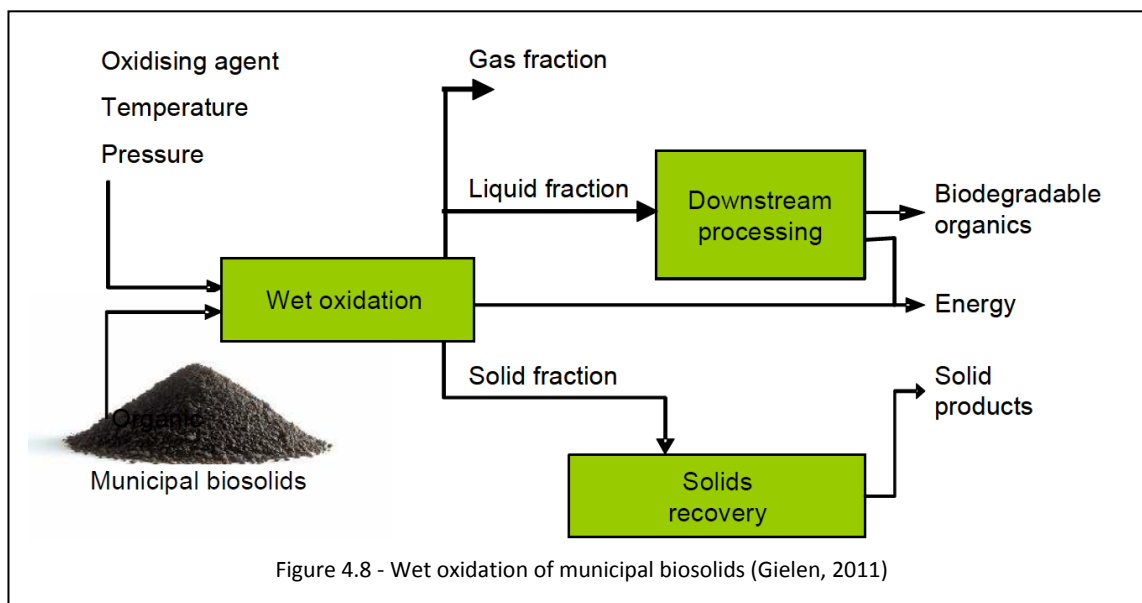 Oxidising agent
Temperature
Pressure
Gas fraction
Liquid fraction
Downstream
processing
Biodegradable
organics
Wet oxidation
Energy
Solid fraction
Solid
products
Organic
Municipal biosolids
Solids
recovery
Figure 4.8 - Wet oxidation of municipal biosolids (Gielen, 2011)